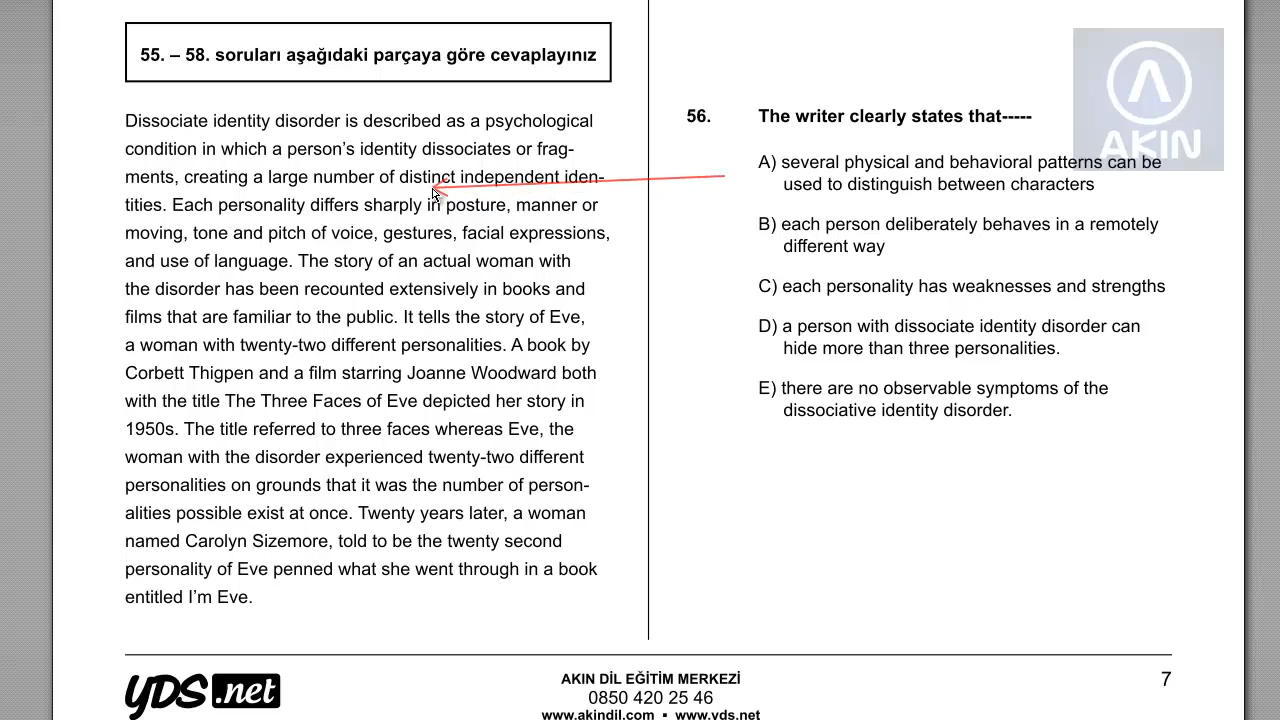 55. – 58. soruları aşağıdaki parçaya göre cevaplayınız
Dissociate identity disorder is described as a psychological
condition in which a person's identity dissociates or frag-
ments, creating a large number of distinct independent iden-
tities. Each personality differs sharply in posture, manner or
moving, tone and pitch of voice, gestures, facial expressions,
and use of language. The story of an actual woman with
the disorder has been recounted extensively in books and
films that are familiar to the public. It tells the story of Eve,
a woman with twenty-two different personalities. A book by
Corbett Thigpen and a film starring Joanne Woodward both
with the title The Three Faces of Eve depicted her story in
1950s. The title referred to three faces whereas Eve, the
woman with the disorder experienced twenty-two different
personalities on grounds that it was the number of person-
alities possible exist at once. Twenty years later, a woman
named Carolyn Sizemore, told to be the twenty second
personality of Eve penned what she went through in a book
entitled I'm Eve.
56. The writer clearly states that-----
A) several physical and behavioral patterns can be
used to distinguish between characters
B) each person deliberately behaves in a remotely
different way
C) each personality has weaknesses and strengths
D) a person with dissociate identity disorder can
hide more than three personalities.
E) there are no observable symptoms of the
dissociative identity disorder.
AKIN
YDS.net
AKIN DİL EĞİTİM MERKEZİ
0850 420 25 46
www.akindil.com ▪ www.yds.net
7